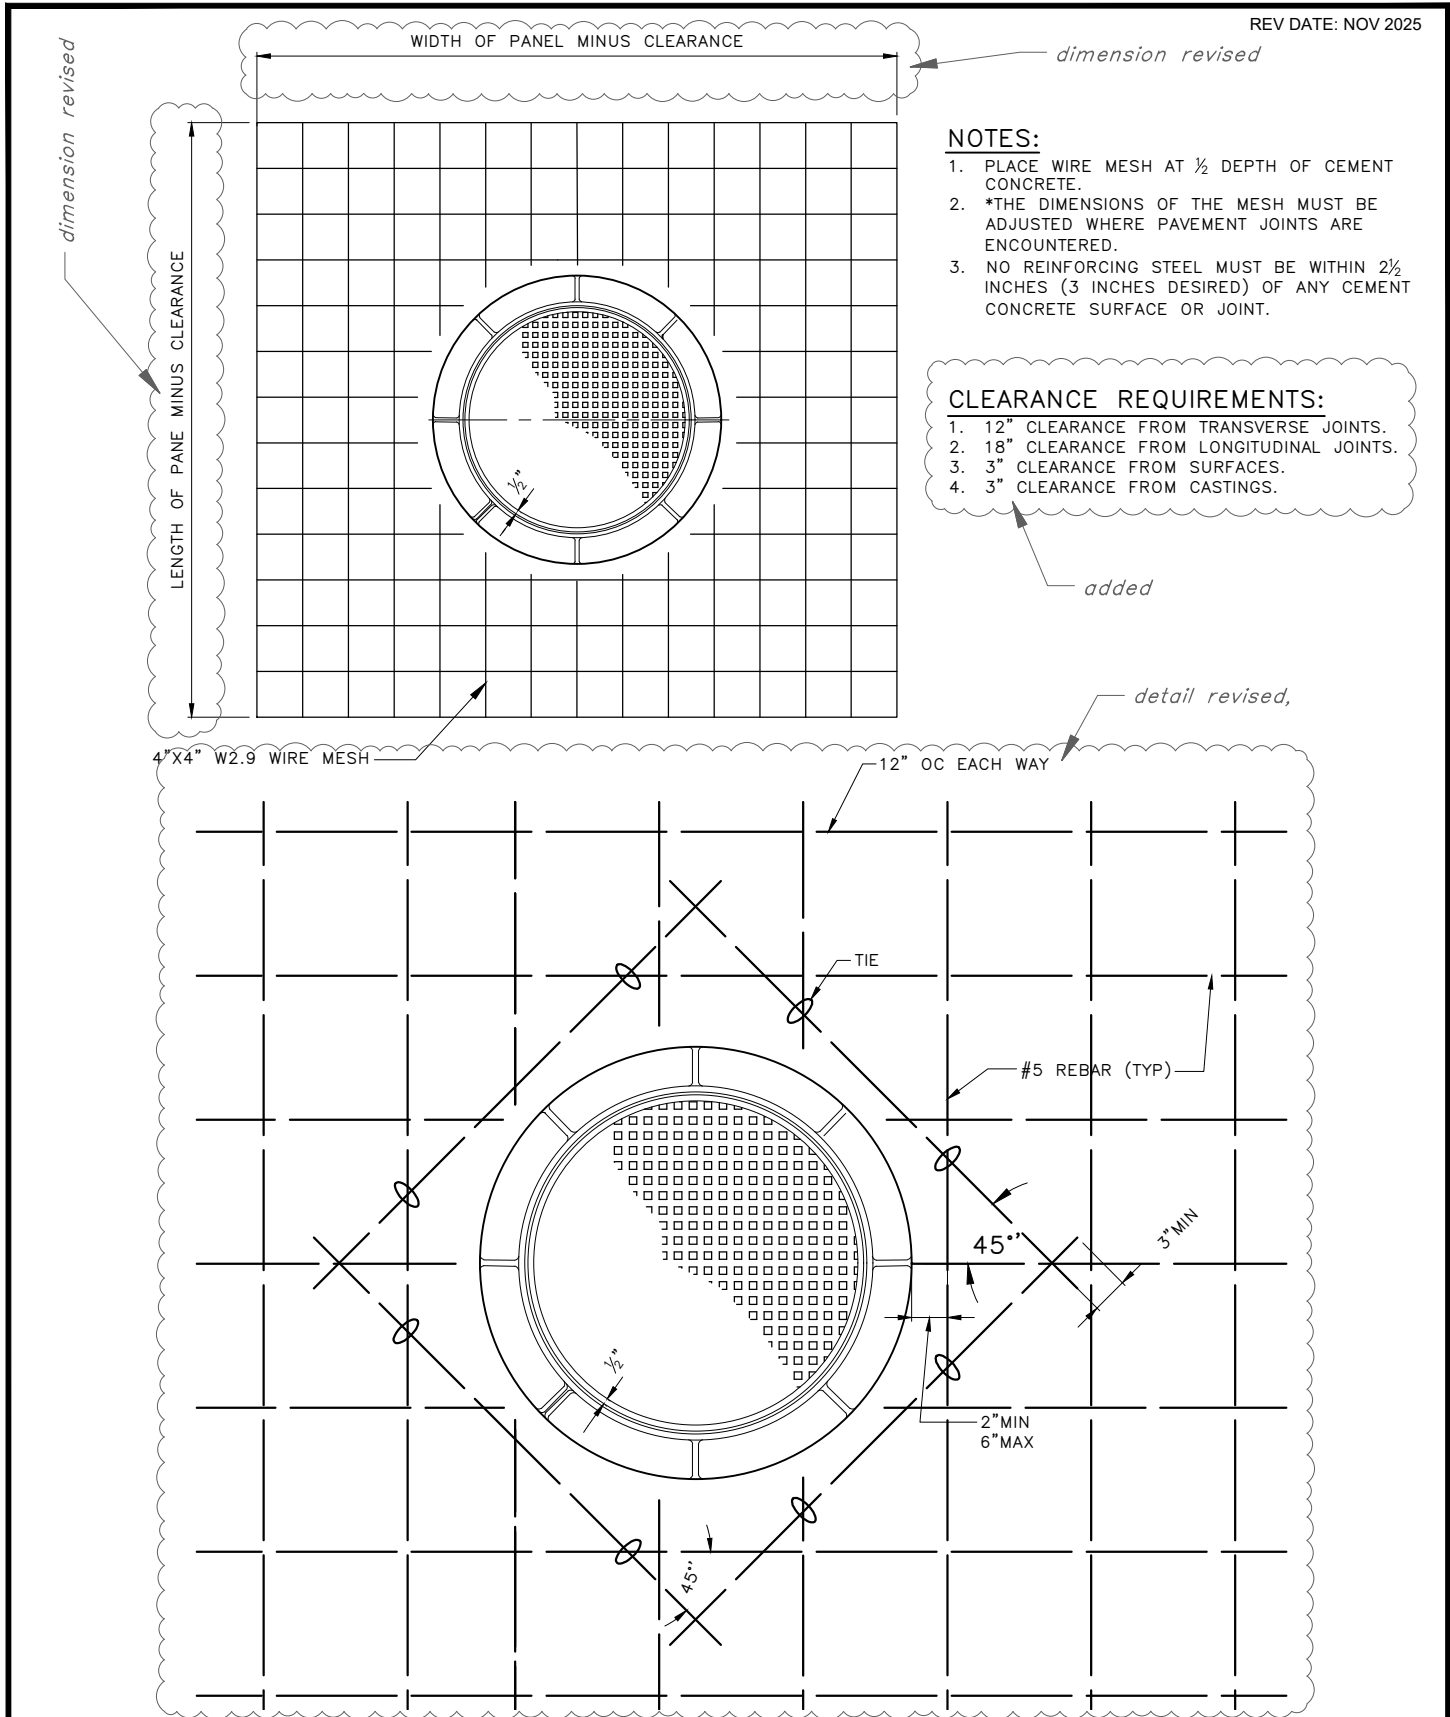 REV DATE: NOV 2025
WIDTH OF PANEL MINUS CLEARANCE
dimension revised
dimension revised
LENGTH OF PANE MINUS CLEARANCE
NOTES:
1. PLACE WIRE MESH AT ½ DEPTH OF CEMENT
CONCRETE.
2. *THE DIMENSIONS OF THE MESH MUST BE
ADJUSTED WHERE PAVEMENT JOINTS ARE
ENCOUNTERED.
3. NO REINFORCING STEEL MUST BE WITHIN 2½
INCHES (3 INCHES DESIRED) OF ANY CEMENT
CONCRETE SURFACE OR JOINT.
CLEARANCE REQUIREMENTS:
1. 12" CLEARANCE FROM TRANSVERSE JOINTS.
2. 18" CLEARANCE FROM LONGITUDINAL JOINTS.
3. 3" CLEARANCE FROM SURFACES.
4. 3" CLEARANCE FROM CASTINGS.
½"
added
detail revised,
4"X4" W2.9 WIRE MESH
12" OC EACH WAY
TIE
#5 REBAR (TYP)
3"MIN
45°'
½"
2"MIN
6"MAX
45°'